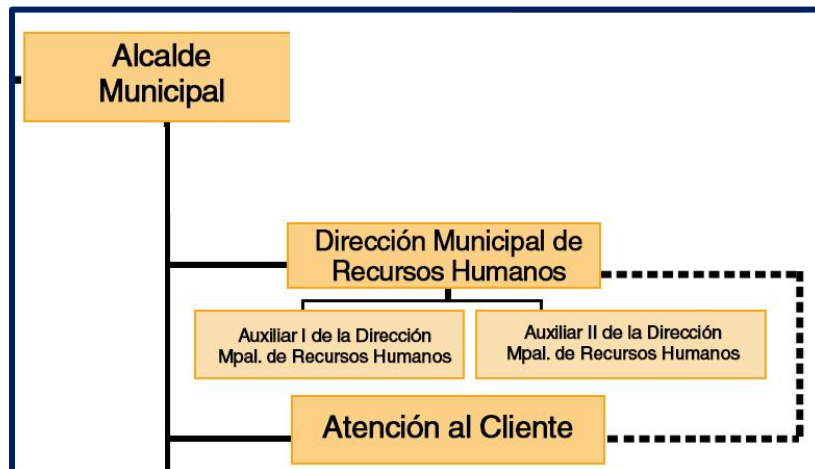 Alcalde
Municipal
Dirección Municipal de
Recursos Humanos
Auxiliar I de la Dirección
Mpal. de Recursos Humanos
Auxiliar II de la Dirección
Mpal. de Recursos Humanos
Atención al Cliente